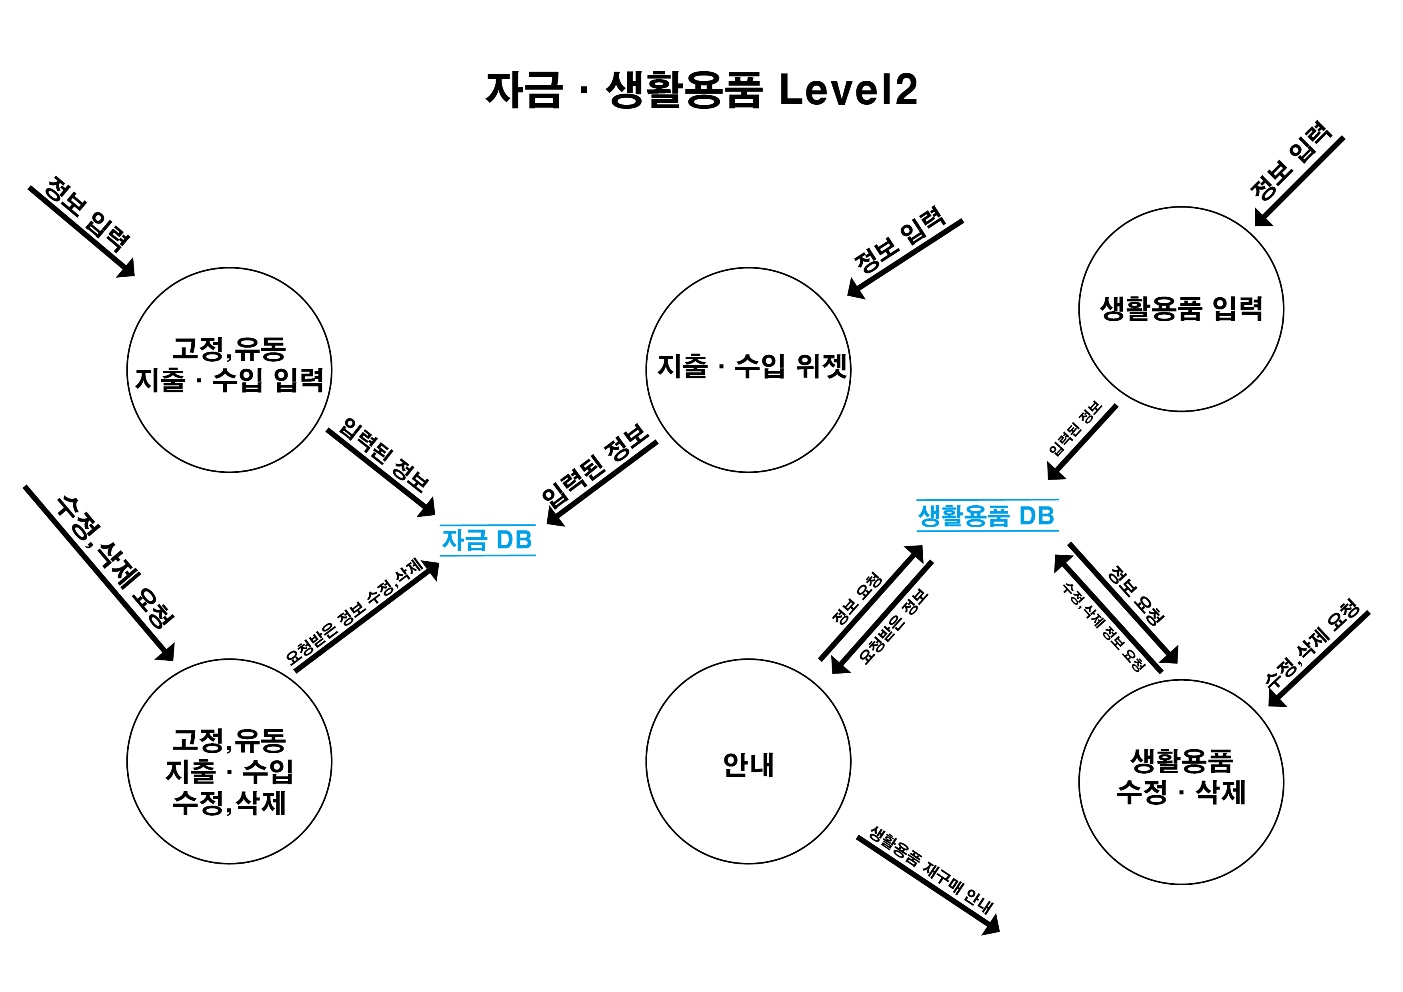 자금 · 생활용품 Level2
정보 입력
정보 입력
정보 입력
고정,유동
지출 · 수입 입력
지출 · 수입 위젯
생활용품 입력
입력된 정보
입력된 정보
입력된 정보
수정,삭제 요청
자금 DB
생활용품 DB
요청받은 정보 수정,삭제
정보 요청
요청받은 정보
정보 요청
수정,삭제 정보 요청
수정,삭제 요청
고정,유동
지출 · 수입
수정,삭제
안내
생활용품
수정 · 삭제
생활용품 재구매 안내